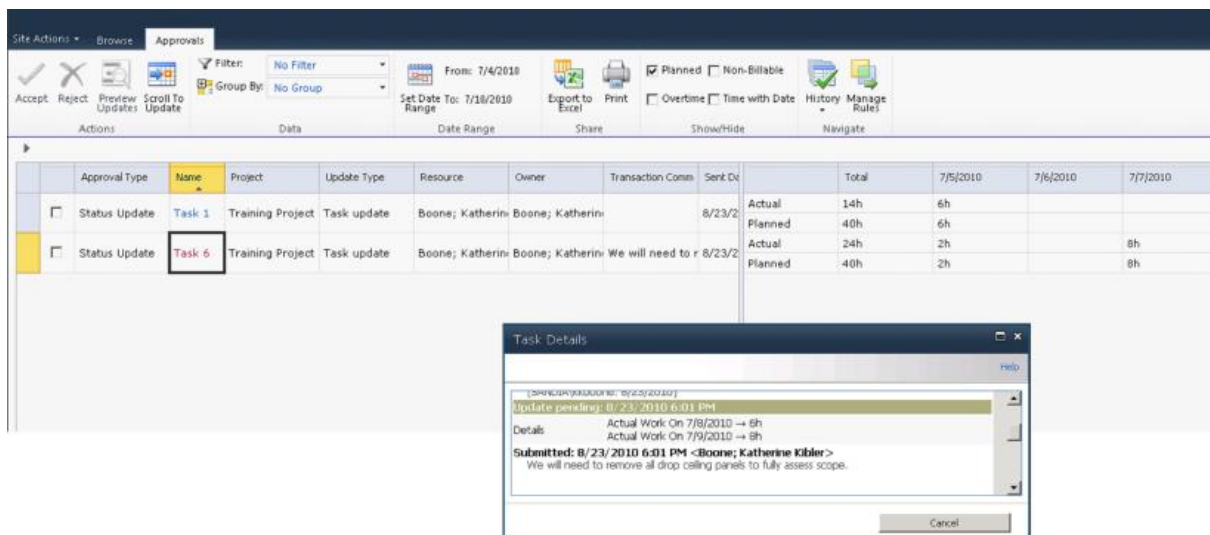 Site Actions Browse Approvals
Accept Reject Preview Updates Scroll To Update
Actions
Filter: No Filter
Group By: No Group
Data
Set Date Range From: 7/4/2010
To: 7/18/2010
Date Range
Export to Excel Print
Share
Planned Non-Billable
Overtime Time with Date
Show/Hide
History Manage Rules
Navigate
Approval Type Name Project Update Type Resource Owner Transaction Comm Sent Da Total 7/5/2010 7/6/2010 7/7/2010
Status Update Task 1 Training Project Task update Boone; Katherin Boone; Katherin 8/23/2
Actual 14h 6h
Planned 40h 6h
Status Update Task 6 Training Project Task update Boone; Katherin Boone; Katherin We will need to r 8/23/2
Actual 24h 2h 8h
Planned 40h 2h 8h
Task Details
Help
8/23/2010]
Update pending: 8/23/2010 6:01 PM
Details Actual Work On 7/8/2010 → 6h
Actual Work On 7/9/2010 → 8h
Submitted: 8/23/2010 6:01 PM <Boone; Katherine Kibler>
We will need to remove all drop ceiling panels to fully assess scope.
Cancel